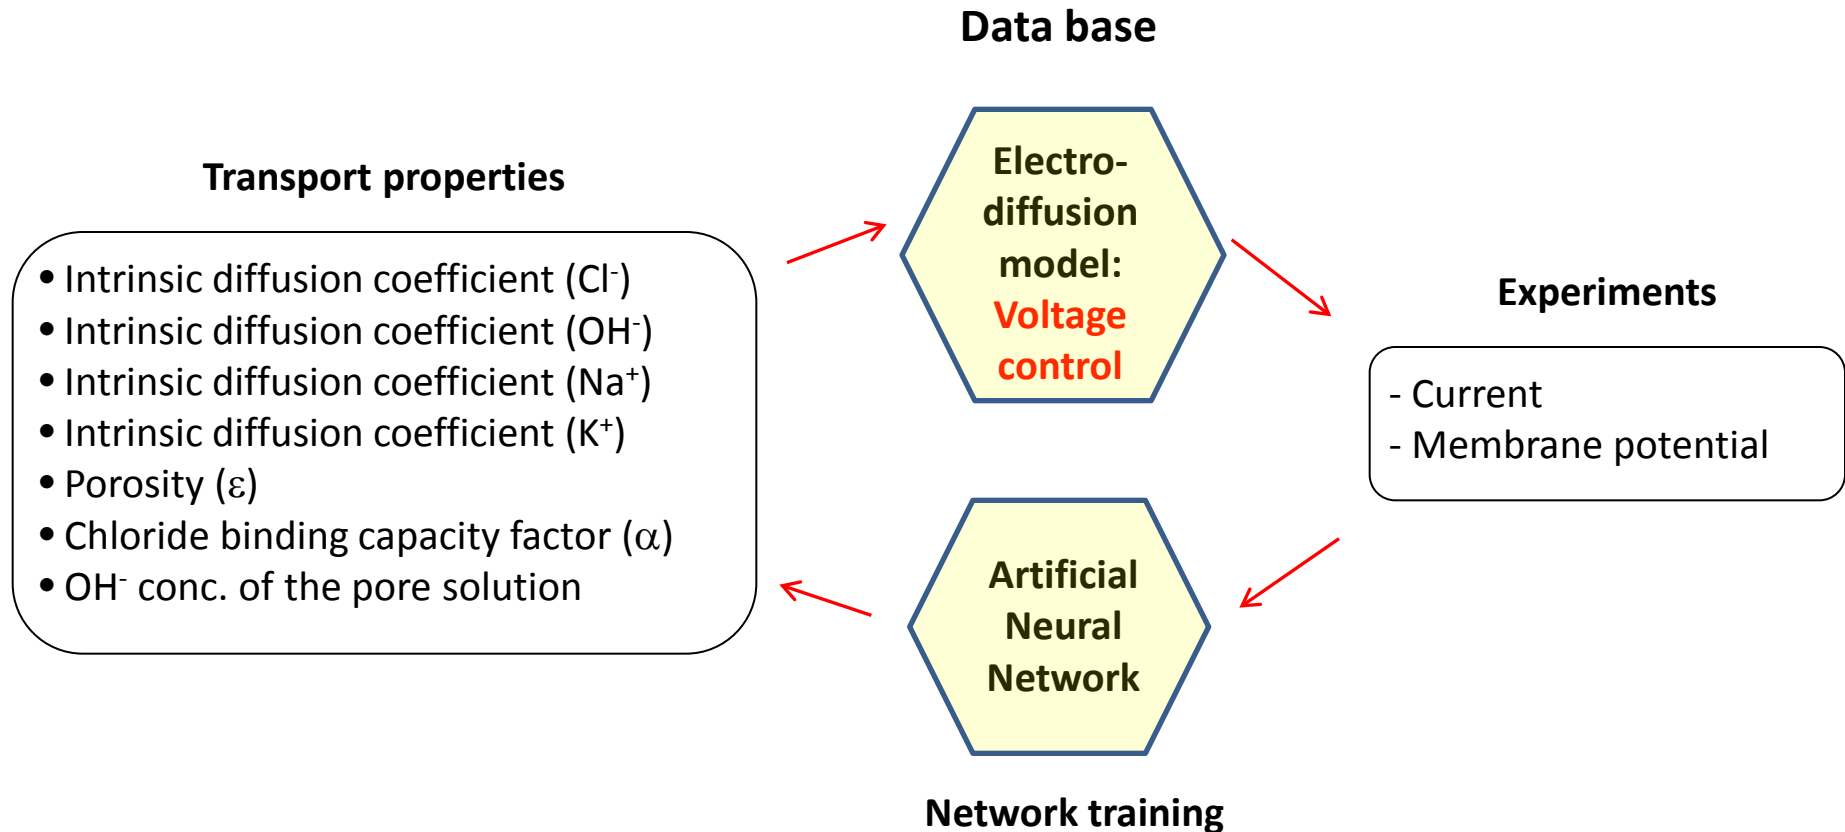 Data base
Transport properties
• Intrinsic diffusion coefficient (Cl⁻)
• Intrinsic diffusion coefficient (OH⁻)
• Intrinsic diffusion coefficient (Na⁺)
• Intrinsic diffusion coefficient (K⁺)
• Porosity (ε)
• Chloride binding capacity factor (α)
• OH⁻ conc. of the pore solution
Electro-
diffusion
model:
Voltage
control
Experiments
- Current
- Membrane potential
Artificial
Neural
Network
Network training